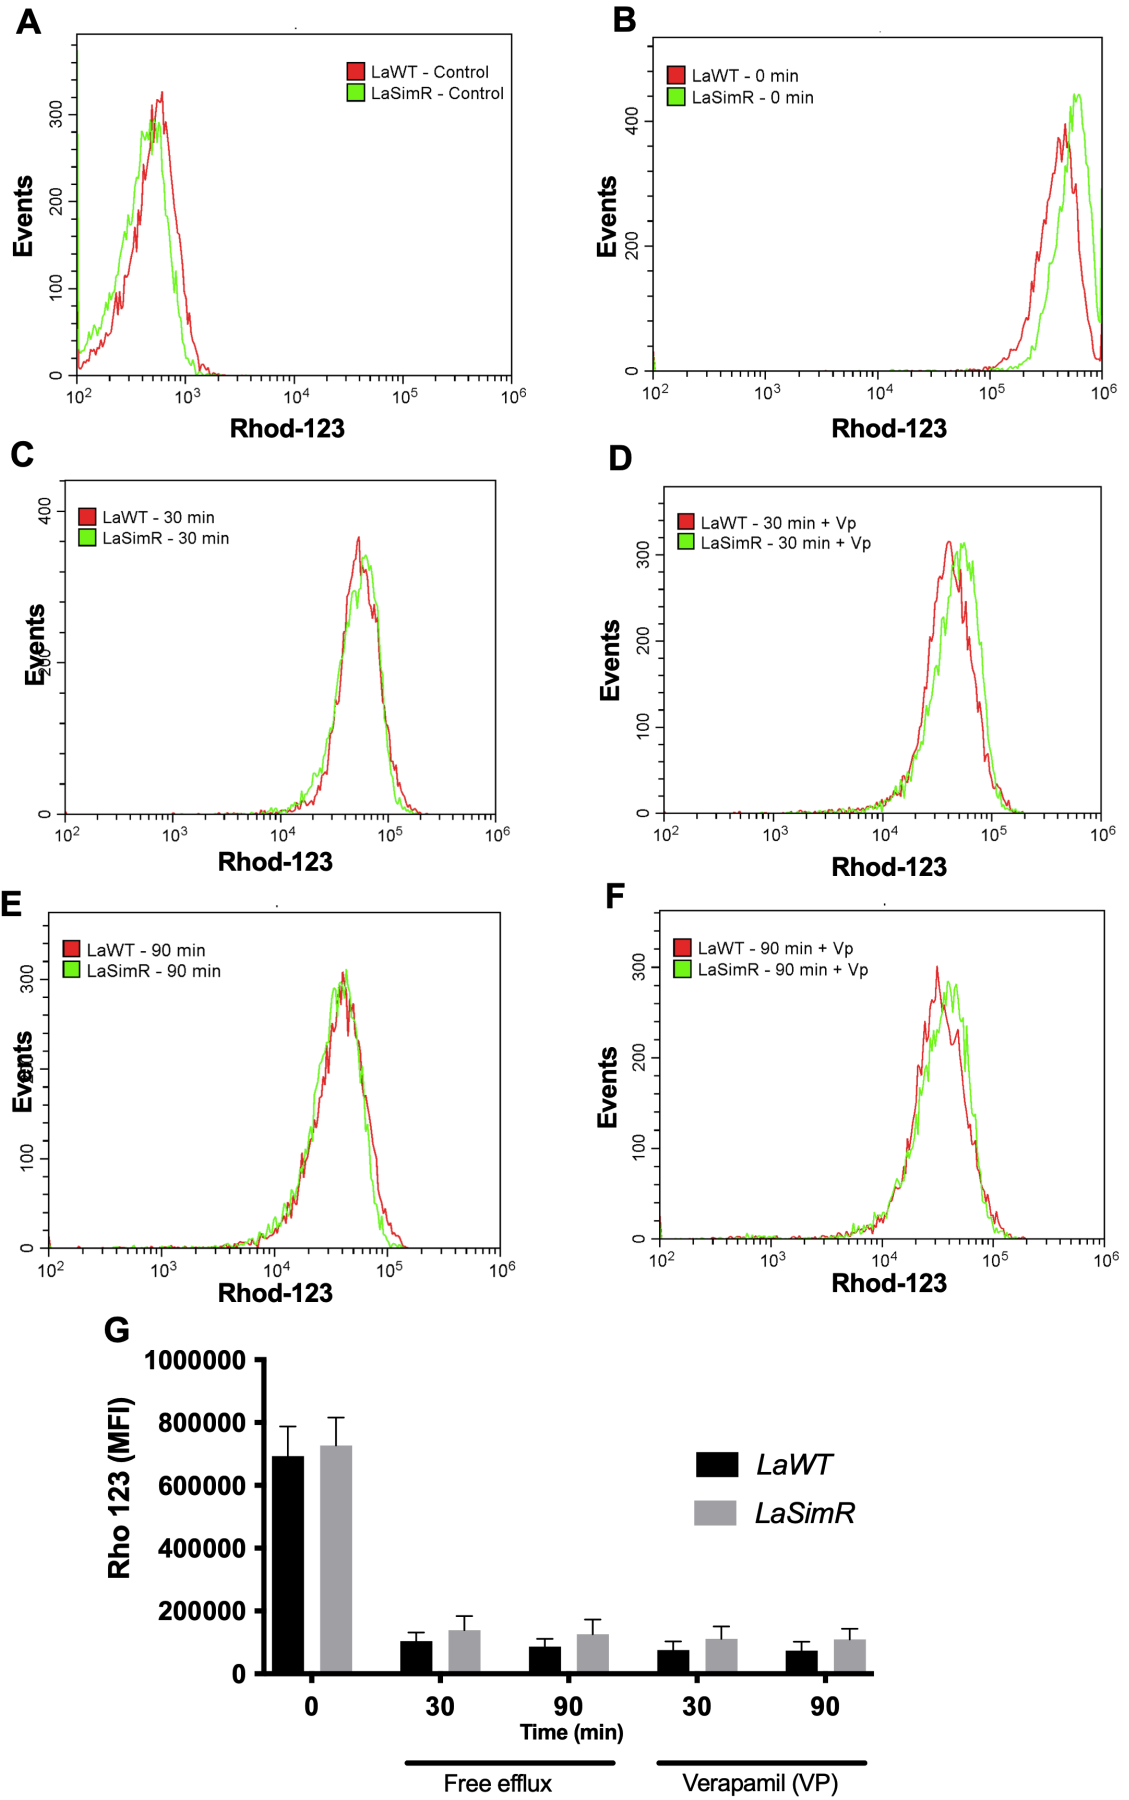 A
LaWT - Control
LaSimR - Control
Events
0
100
200
300
10²
10³
10⁴
10⁵
10⁶
Rhod-123
B
LaWT - 0 min
LaSimR - 0 min
Events
0
200
400
10²
10³
10⁴
10⁵
10⁶
Rhod-123
C
LaWT - 30 min
LaSimR - 30 min
Events
0
200
400
10²
10³
10⁴
10⁵
10⁶
Rhod-123
D
LaWT - 30 min + Vp
LaSimR - 30 min + Vp
Events
0
100
200
300
10²
10³
10⁴
10⁵
10⁶
Rhod-123
E
LaWT - 90 min
LaSimR - 90 min
Events
0
100
200
300
10²
10³
10⁴
10⁵
10⁶
Rhod-123
F
LaWT - 90 min + Vp
LaSimR - 90 min + Vp
Events
0
100
200
300
10²
10³
10⁴
10⁵
10⁶
Rhod-123
G
Rho 123 (MFI)
1000000
800000
600000
400000
200000
0
LaWT
LaSimR
0 30 90 30 90
Time (min)
Free efflux Verapamil (VP)